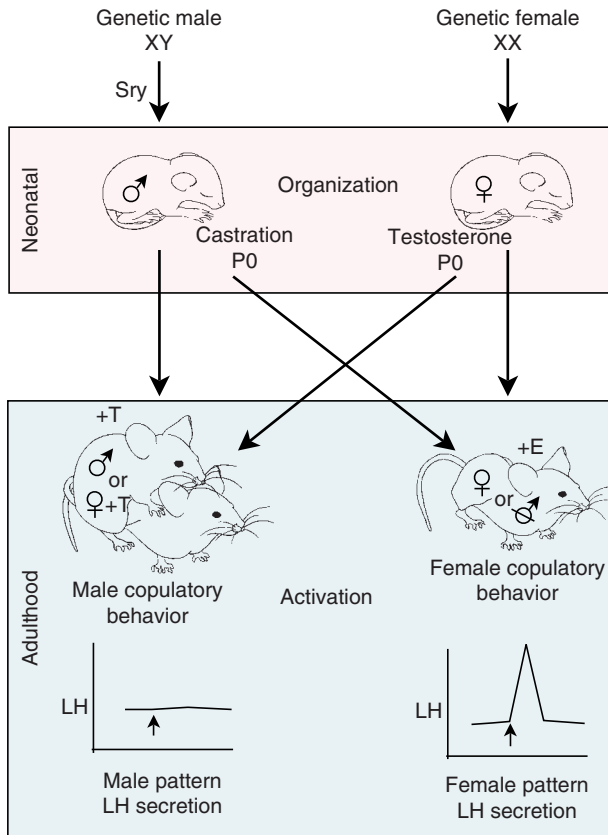 Genetic male
XY
Genetic female
XX
Sry
Neonatal
♂
Organization
♀
Castration
P0
Testosterone
P0
Adulthood
+T
♂
or
♀+T
+E
♀
or ♂
Male copulatory
behavior
Activation
Female copulatory
behavior
LH
LH
Male pattern
LH secretion
Female pattern
LH secretion